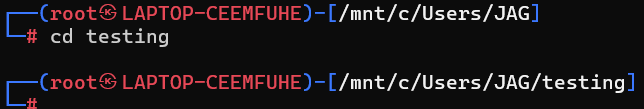 ┌──(root㉿LAPTOP-CEEMFUHE)-[/mnt/c/Users/JAG]
└─# cd testing
┌──(root㉿LAPTOP-CEEMFUHE)-[/mnt/c/Users/JAG/testing]
└─#